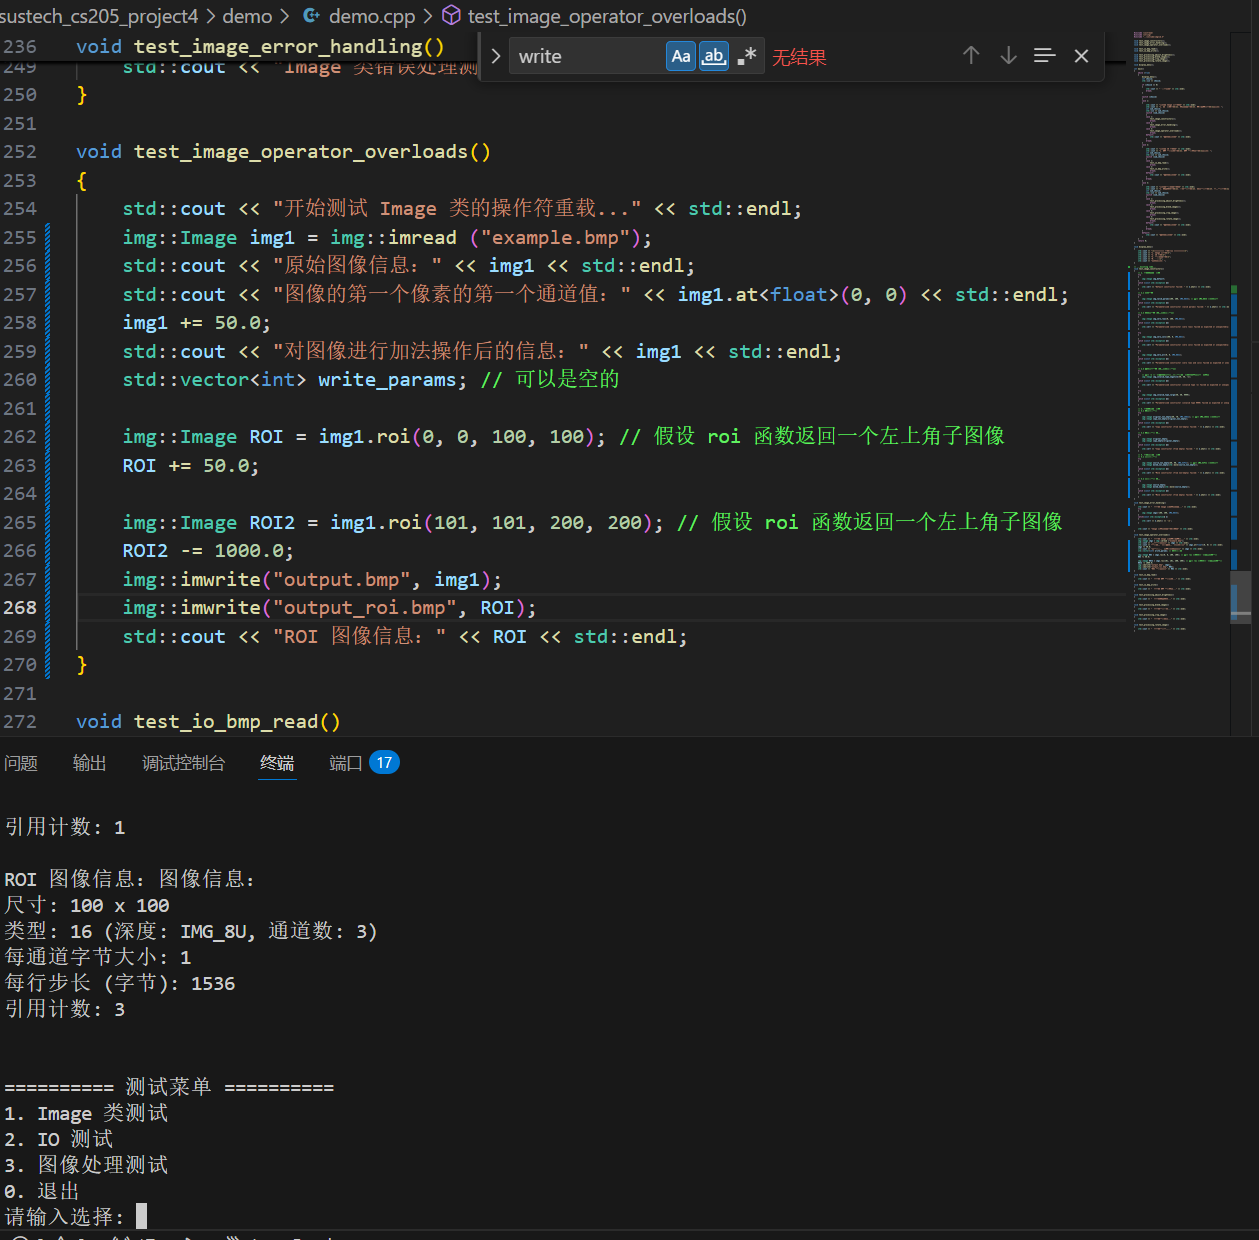 sustech_cs205_project4 > demo > demo.cpp > test_image_operator_overloads()
write Aa ab .* 无结果
236 void test_image_error_handling()
249 std::cout << "Image 类错误处理测
250 }
251
252 void test_image_operator_overloads()
253 {
254 std::cout << "开始测试 Image 类的操作符重载..." << std::endl;
255 img::Image img1 = img::imread ("example.bmp");
256 std::cout << "原始图像信息: " << img1 << std::endl;
257 std::cout << "图像的第一个像素的第一个通道值: " << img1.at<float>(0, 0) << std::endl;
258 img1 += 50.0;
259 std::cout << "对图像进行加法操作后的信息: " << img1 << std::endl;
260 std::vector<int> write_params; // 可以是空的
261
262 img::Image ROI = img1.roi(0, 0, 100, 100); // 假设 roi 函数返回一个左上角子图像
263 ROI += 50.0;
264
265 img::Image ROI2 = img1.roi(101, 101, 200, 200); // 假设 roi 函数返回一个左上角子图像
266 ROI2 -= 1000.0;
267 img::imwrite("output.bmp", img1);
268 img::imwrite("output_roi.bmp", ROI);
269 std::cout << "ROI 图像信息: " << ROI << std::endl;
270 }
271
272 void test_io_bmp_read()
问题 输出 调试控制台 终端 端口 17
引用计数: 1
ROI 图像信息: 图像信息:
尺寸: 100 x 100
类型: 16 (深度: IMG_8U, 通道数: 3)
每通道字节大小: 1
每行步长 (字节): 1536
引用计数: 3
========== 测试菜单 ==========
1. Image 类测试
2. IO 测试
3. 图像处理测试
0. 退出
请输入选择: